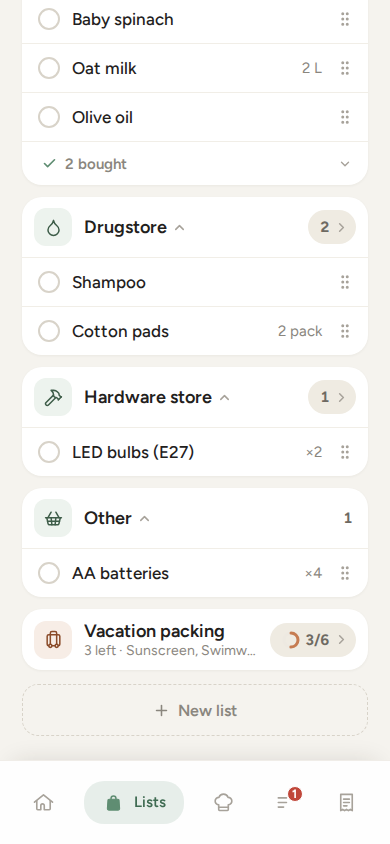 Baby spinach
Oat milk 2 L
Olive oil
2 bought
Drugstore 2
Shampoo
Cotton pads 2 pack
Hardware store 1
LED bulbs (E27) ×2
Other 1
AA batteries ×4
Vacation packing
3 left · Sunscreen, Swimw... 3/6
+ New list
Lists 1